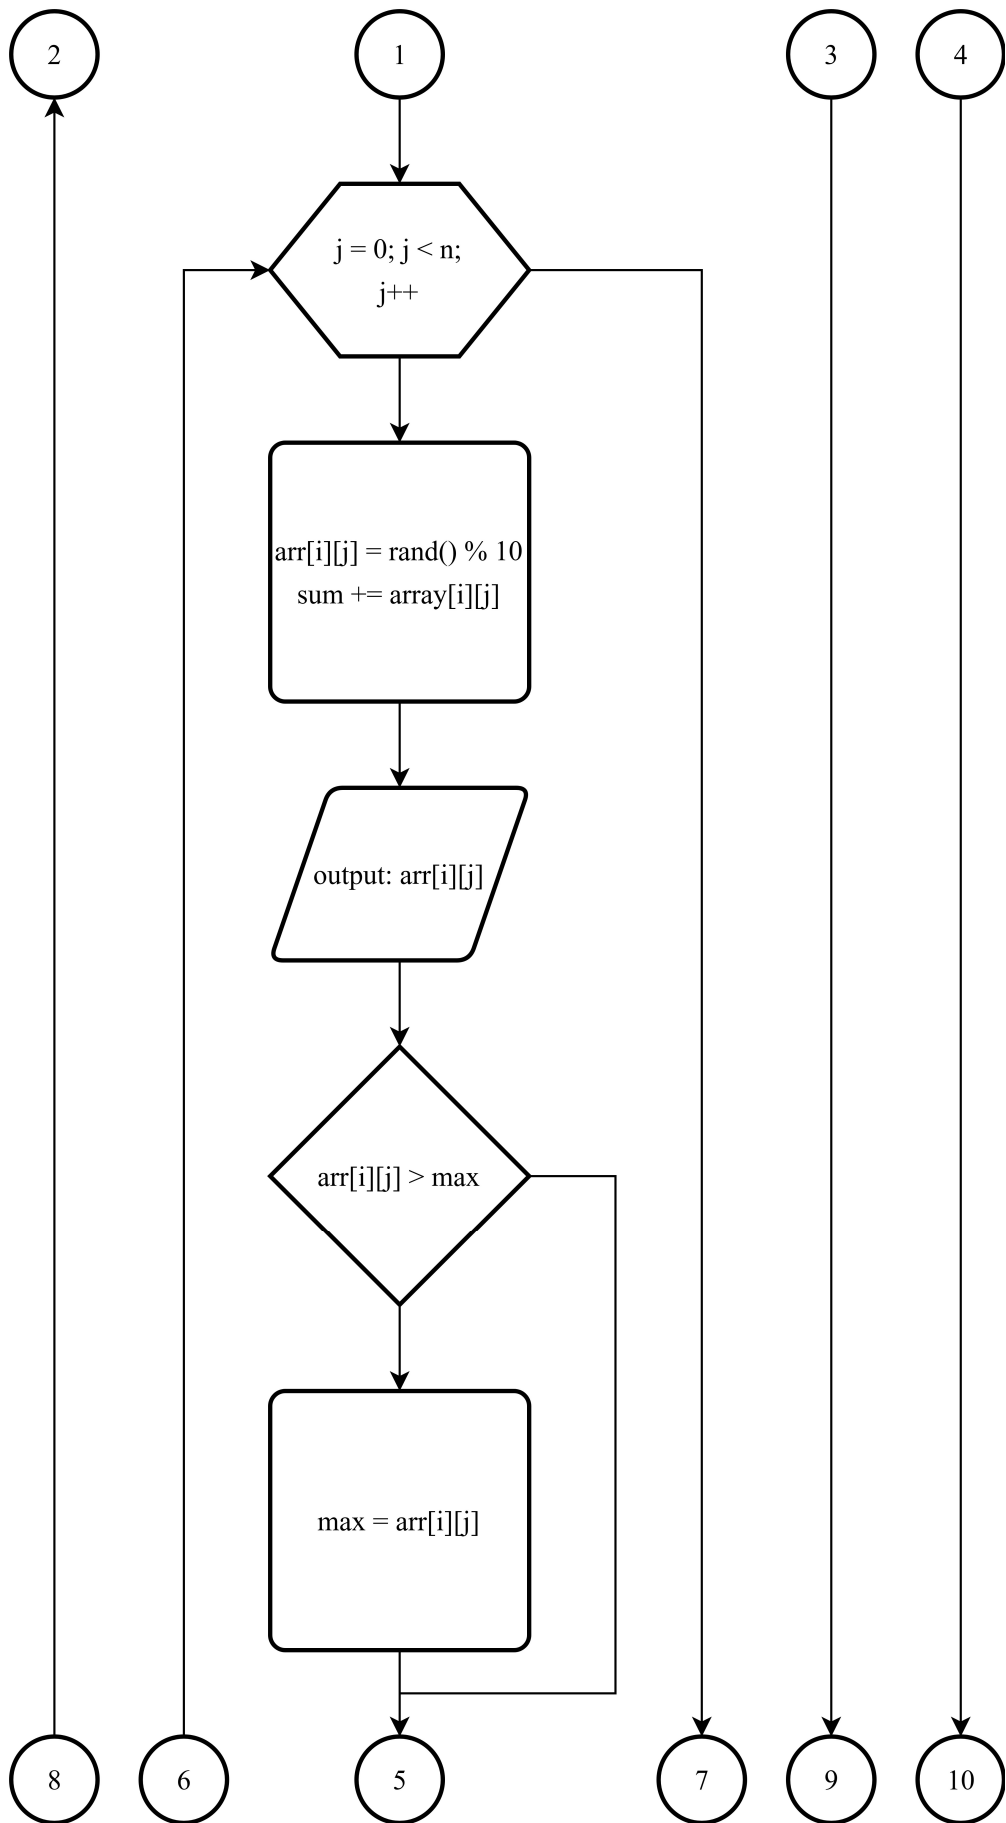 2
1
3
4
j = 0; j < n;
j++
arr[i][j] = rand() % 10
sum += array[i][j]
output: arr[i][j]
arr[i][j] > max
max = arr[i][j]
8
6
5
7
9
10